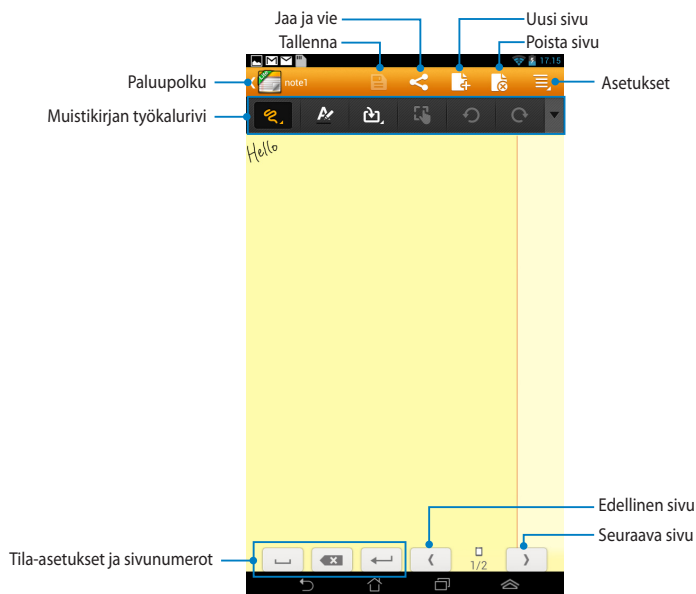 Jaa ja vie
Uusi sivu
Tallenna
Poista sivu
17.15
Paluupolku
note1
Asetukset
Muistikirjan työkalurivi
Hello
Edellinen sivu
Seuraava sivu
Tila-asetukset ja sivunumerot
1/2